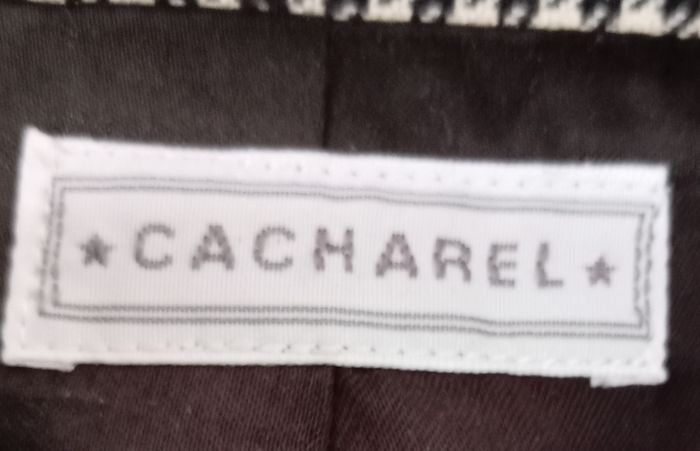 ★ CACHAREL ★